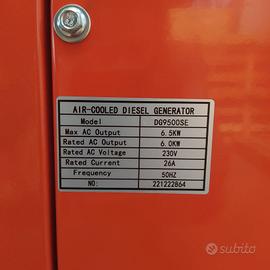 AIR-COOLED DIESEL GENERATOR
Model DG9500SE
Max AC Output 6.5KW
Rated AC Output 6.0KW
Rated AC Voltage 230V
Rated Current 26A
Frequency 50HZ
NO: 221222864
subito